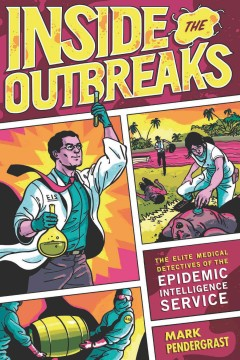 INSIDE
THE
OUTBREAKS
E.I.S.
THE ELITE MEDICAL
DETECTIVES OF THE
EPIDEMIC
INTELLIGENCE
SERVICE
MARK
PENDERGRAST